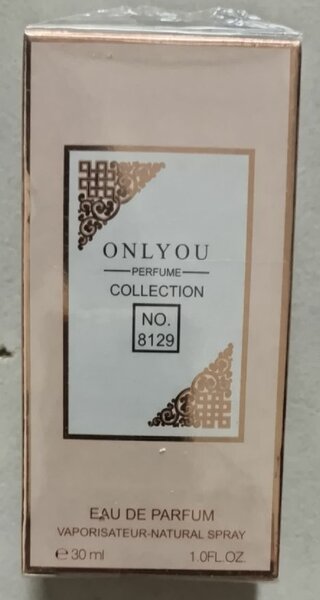 ONLYOU
PERFUME
COLLECTION
NO.
8129
EAU DE PARFUM
VAPORISATEUR-NATURAL SPRAY
℮ 30 ml 1.0FL.OZ.